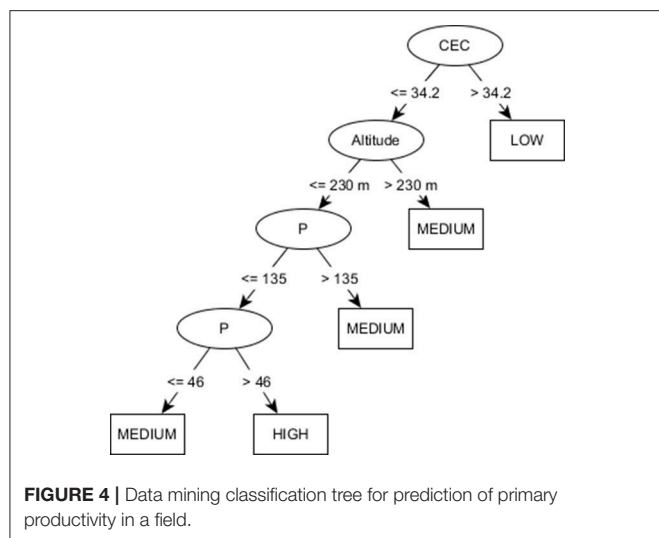 CEC
<= 34.2 > 34.2
Altitude
LOW
<= 230 m > 230 m
P
MEDIUM
<= 135 > 135
P
MEDIUM
<= 46 > 46
MEDIUM
HIGH
FIGURE 4 | Data mining classification tree for prediction of primary
productivity in a field.